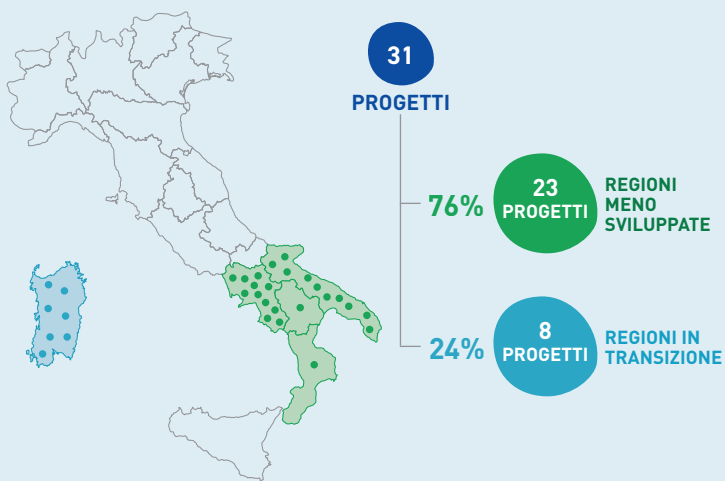 31
PROGETTI
76%
23
PROGETTI
REGIONI
MENO
SVILUPPATE
24%
8
PROGETTI
REGIONI IN
TRANSIZIONE